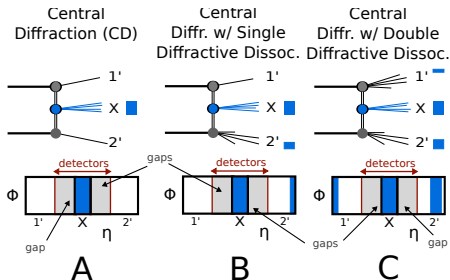 Central
Diffraction (CD)
1'
X
2'
detectors
Φ
1'
X
2'
gap
η
A
gaps
Central
Diffr. w/ Single
Diffractive Dissoc.
1'
X
2'
detectors
Φ
1'
X
2'
η
B
gaps
Central
Diffr. w/ Double
Diffractive Dissoc.
1'
X
2'
detectors
Φ
1'
X
2'
gap
η
C